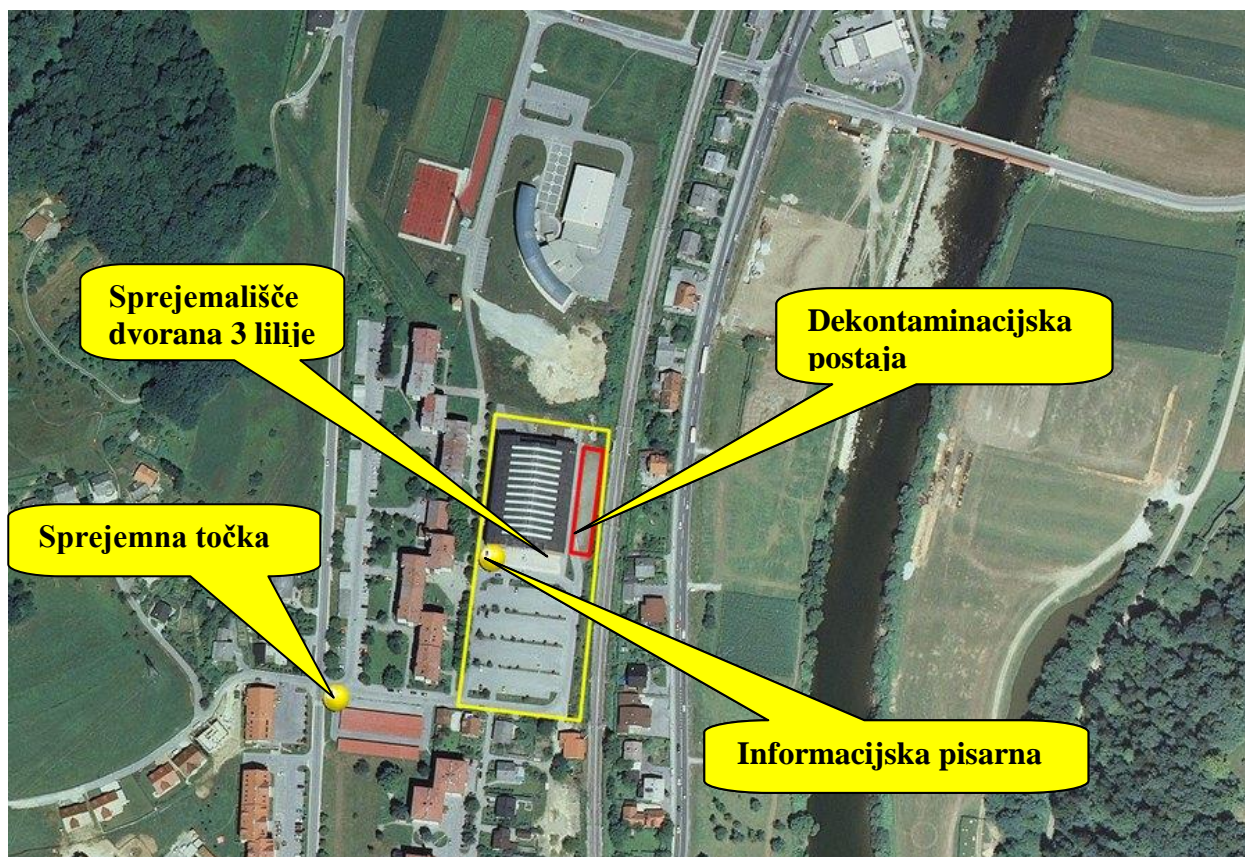 Sprejemališče
dvorana 3 lilije
Dekontaminacijska
postaja
Sprejemna točka
Informacijska pisarna